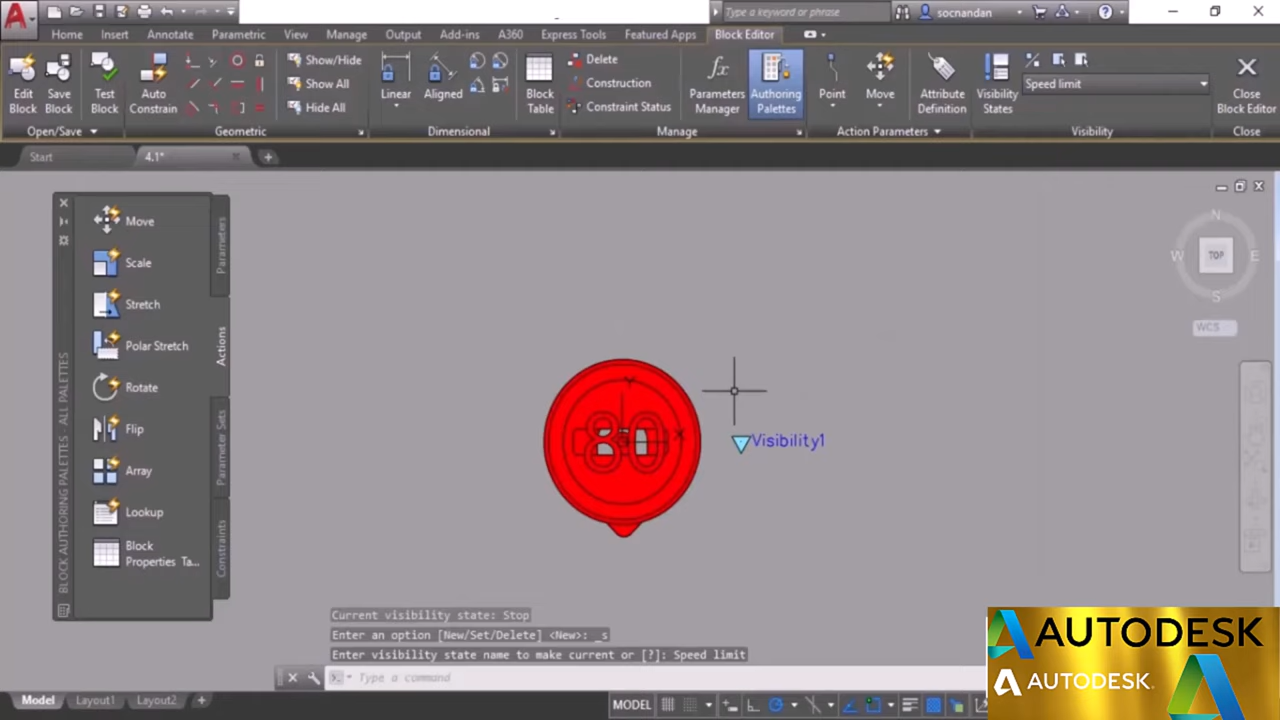 Type a keyword or phrase
socnandan
Home Insert Annotate Parametric View Manage Output Add-ins A360 Express Tools Featured Apps Block Editor
Edit Block
Save Block
Test Block
Auto Constrain
Show/Hide
Show All
Hide All
Linear
Aligned
Block Table
Delete
Construction
Constraint Status
Parameters Manager
Authoring Palettes
Point
Move
Attribute Definition
Visibility States
Speed limit
Close Block Editor
Open/Save
Geometric
Dimensional
Manage
Action Parameters
Visibility
Close
Start
4.1*
Move
Scale
Stretch
Polar Stretch
Rotate
Flip
Array
Lookup
Block
Properties Ta...
Parameters
Actions
Parameter Sets
Constraints
BLOCK AUTHORING PALETTES - ALL PALETTES
N
W TOP E
S
WCS
Y
80 X
Visibility1
Current visibility state: Stop
Enter an option [New/Set/Delete] <New>: _s
Enter visibility state name to make current or [?]: Speed limit
Type a command
Model Layout1 Layout2
MODEL
AUTODESK
AUTODESK.